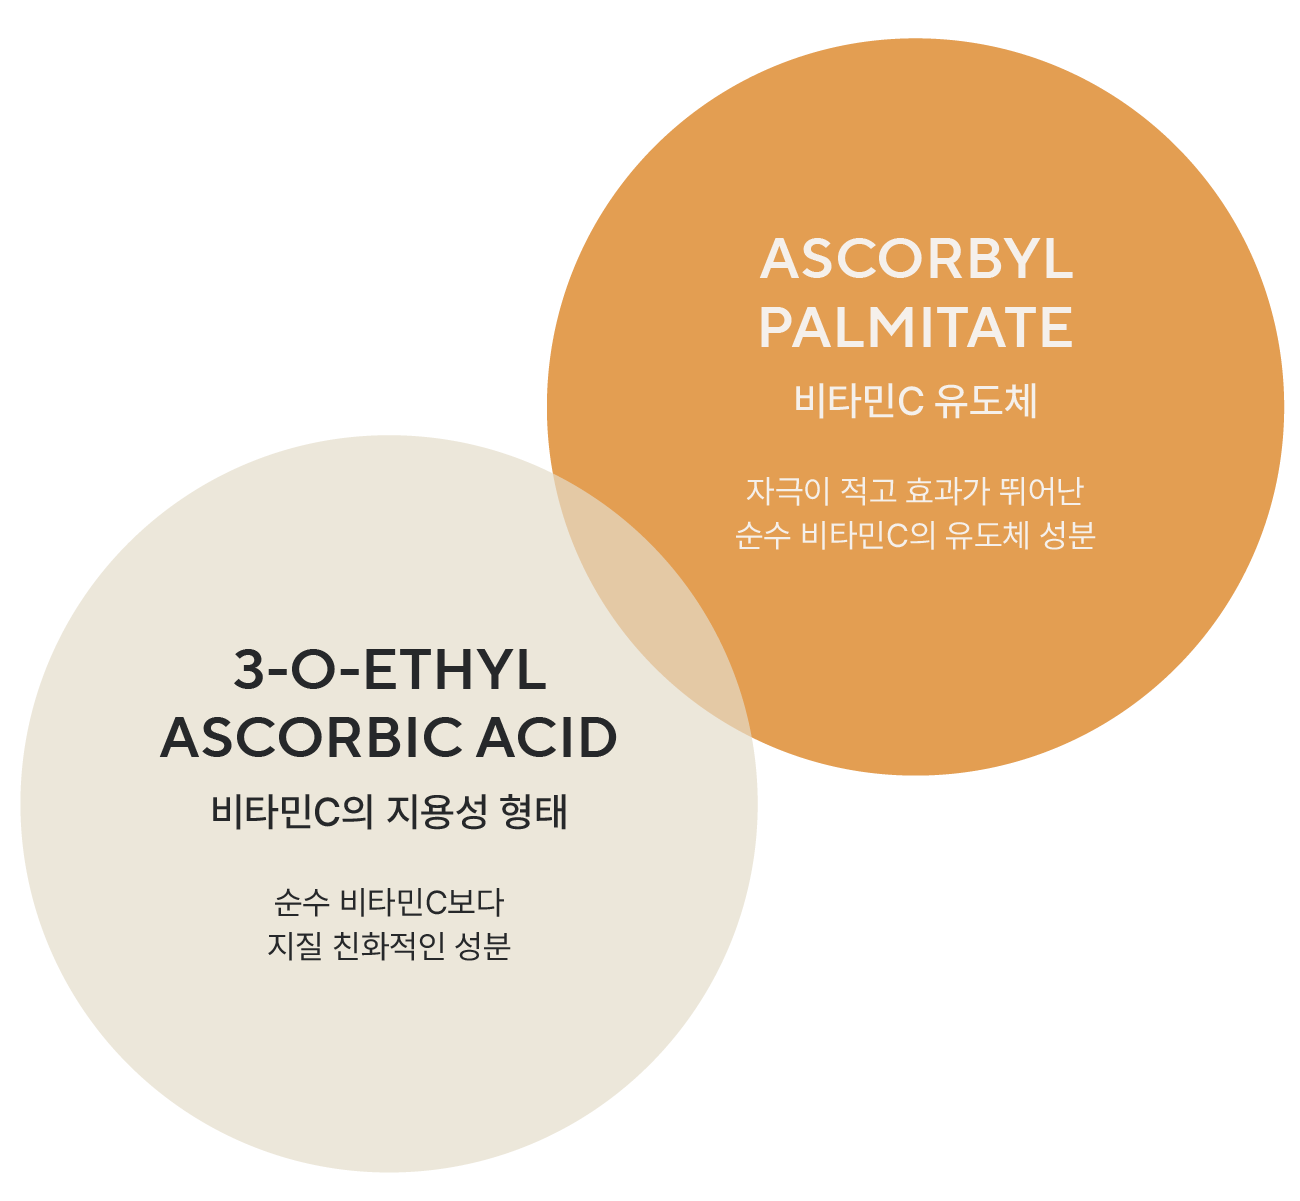 ASCORBYL
PALMITATE
비타민C 유도체
자극이 적고 효과가 뛰어난
순수 비타민C의 유도체 성분
3-O-ETHYL
ASCORBIC ACID
비타민C의 지용성 형태
순수 비타민C보다
지질 친화적인 성분